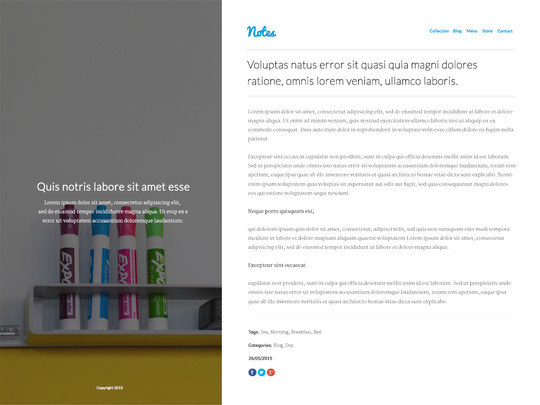 Quis notris labore sit amet esse
Lorem ipsum dolor sit amet, consectetur adipisicing elit,
sed do eiusmod tempor incididunt ut labore. Ut enip ex e
error sit voluptatem accusantium doloremque laudantium.
EXPO
EXPO
EXPO
Copyright 2015
Notes
Collection Blog Menu Store Contact
Voluptas natus error sit quasi quia magni dolores
ratione, omnis lorem veniam, ullamco laboris.
Lorem ipsum dolor sit amet, consectetur adipisicing elit, sed do eiusmod tempor incididunt ut labore et dolore
magna aliqua. Ut enim ad minim veniam, quis nostrud exercitation ullamco laboris nisi ut aliquip ex ea
commodo consequat. Duis aute irure dolor in reprehenderit in voluptate velit esse cillum dolore eu fugiat nulla
pariatur.
Excepteur sint occaecat cupidatat non proident, sunt in culpa qui officia deserunt mollit anim id est laborum.
Sed ut perspiciatis unde omnis iste natus error sit voluptatem accusantium doloremque laudantium, totam rem
aperiam, eaque ipsa quae ab illo inventore veritatis et quasi architecto beatae vitae dicta sunt explicabo. Nemo
enim ipsam voluptatem quia voluptas sit aspernatur aut odit aut fugit, sed quia consequuntur magni dolores
eos qui ratione voluptatem sequi nesciunt.
Neque porro quisquam est,
qui dolorem ipsum quia dolor sit amet, consectetur, adipisci velit, sed quia non numquam eius modi tempora
incidunt ut labore et dolore magnam aliquam quaerat voluptatem Lorem ipsum dolor sit amet, consectetur
adipisicing elit, sed do eiusmod tempor incididunt ut labore et dolore magna aliqua.
Excepteur sint occaecat
cupidatat non proident, sunt in culpa qui officia deserunt mollit anim id est laborum. Sed ut perspiciatis unde
omnis iste natus error sit voluptatem accusantium doloremque laudantium, totam rem aperiam, eaque ipsa
quae ab illo inventore veritatis et quasi architecto beatae vitae dicta sunt explicabo.
Tags: Tea, Morning, Breakfast, Bed
Categories: Blog, Day
26/05/2015